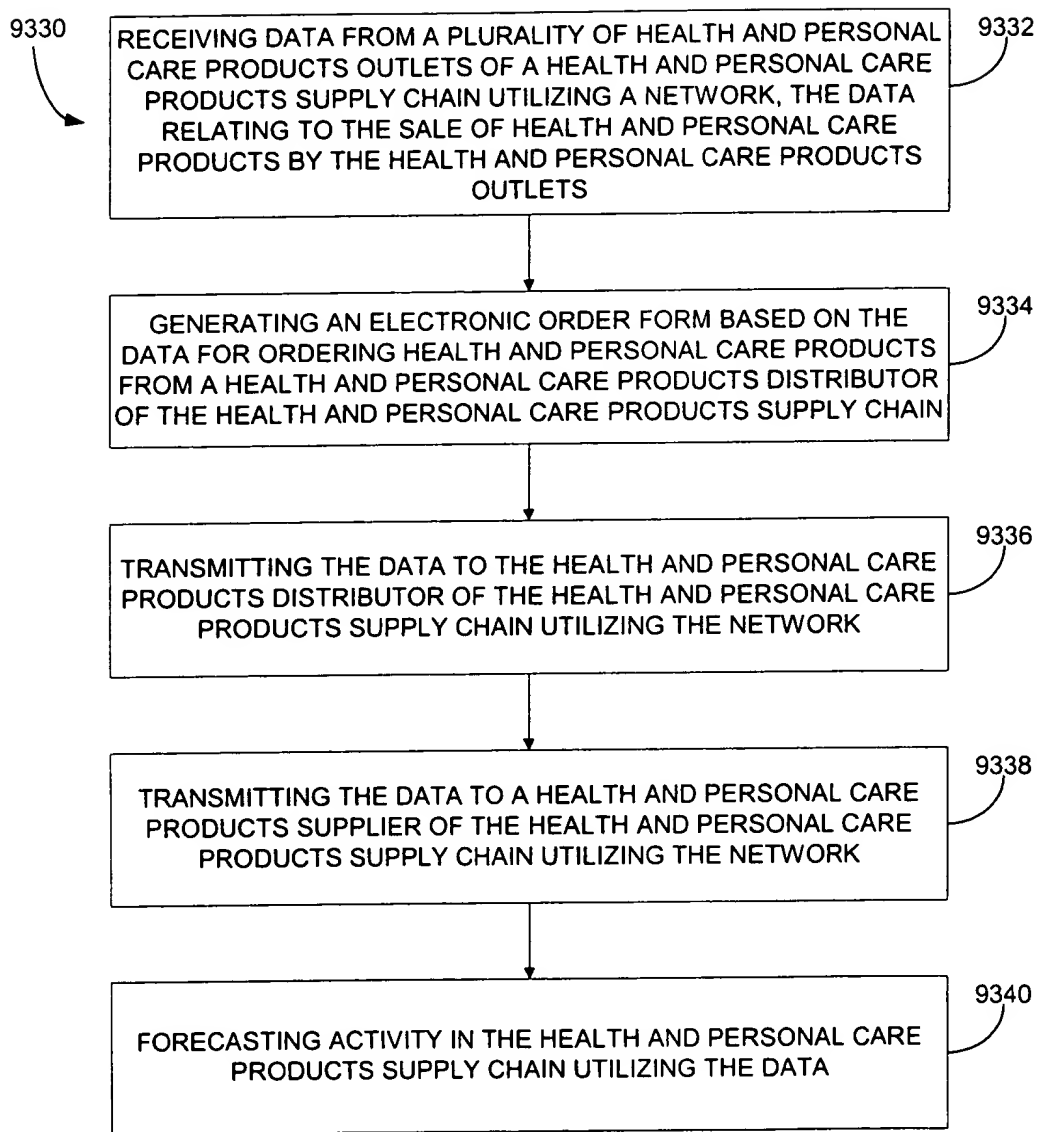 9330
RECEIVING DATA FROM A PLURALITY OF HEALTH AND PERSONAL
CARE PRODUCTS OUTLETS OF A HEALTH AND PERSONAL CARE
PRODUCTS SUPPLY CHAIN UTILIZING A NETWORK, THE DATA
RELATING TO THE SALE OF HEALTH AND PERSONAL CARE
PRODUCTS BY THE HEALTH AND PERSONAL CARE PRODUCTS
OUTLETS
9332
GENERATING AN ELECTRONIC ORDER FORM BASED ON THE
DATA FOR ORDERING HEALTH AND PERSONAL CARE PRODUCTS
FROM A HEALTH AND PERSONAL CARE PRODUCTS DISTRIBUTOR
OF THE HEALTH AND PERSONAL CARE PRODUCTS SUPPLY CHAIN
9334
TRANSMITTING THE DATA TO THE HEALTH AND PERSONAL CARE
PRODUCTS DISTRIBUTOR OF THE HEALTH AND PERSONAL CARE
PRODUCTS SUPPLY CHAIN UTILIZING THE NETWORK
9336
TRANSMITTING THE DATA TO A HEALTH AND PERSONAL CARE
PRODUCTS SUPPLIER OF THE HEALTH AND PERSONAL CARE
PRODUCTS SUPPLY CHAIN UTILIZING THE NETWORK
9338
FORECASTING ACTIVITY IN THE HEALTH AND PERSONAL CARE
PRODUCTS SUPPLY CHAIN UTILIZING THE DATA
9340